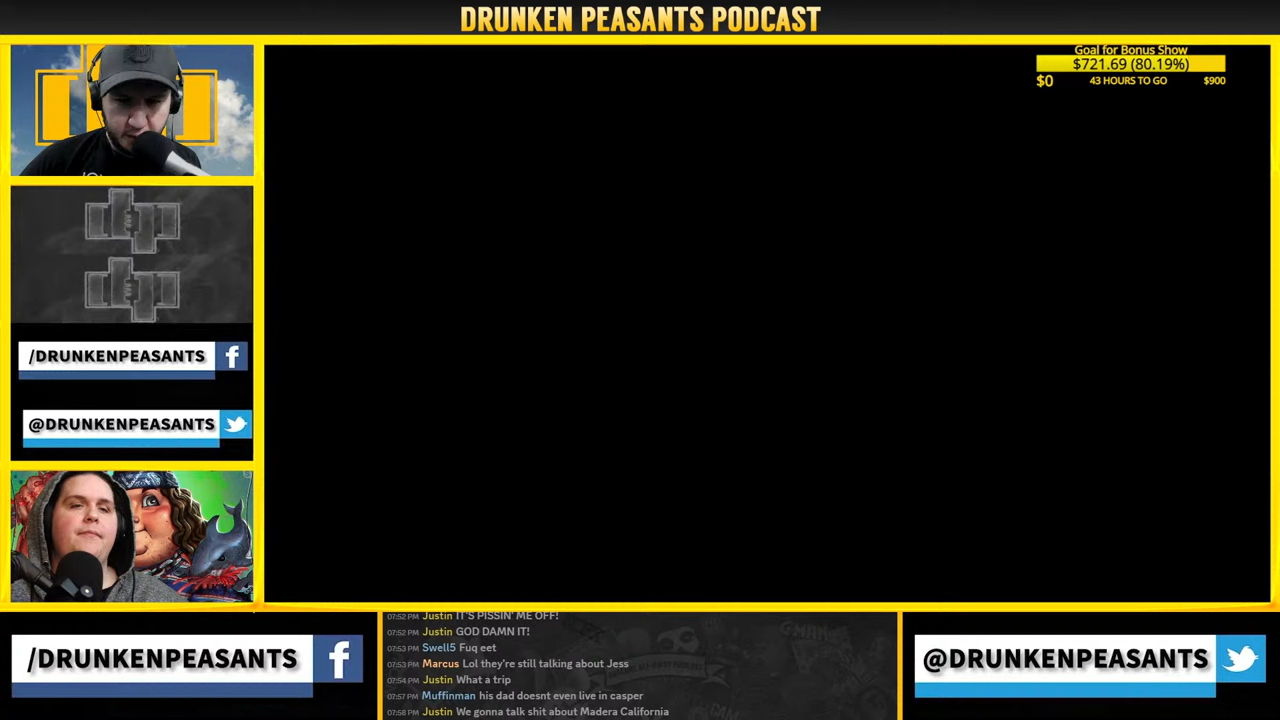 DRUNKEN PEASANTS PODCAST
Goal for Bonus Show
$721.69 (80.19%)
$0 43 HOURS TO GO $900
/DRUNKENPEASANTS
@DRUNKENPEASANTS
07:52 PM Justin IT'S PISSIN' ME OFF!
07:52 PM Justin GOD DAMN IT!
07:53 PM Swell5 Fuq eet
07:53 PM Marcus Lol they're still talking about Jess
07:54 PM Justin What a trip
07:57 PM Muffinman his dad doesnt even live in casper
07:58 PM Justin We gonna talk shit about Madera California
/DRUNKENPEASANTS
@DRUNKENPEASANTS